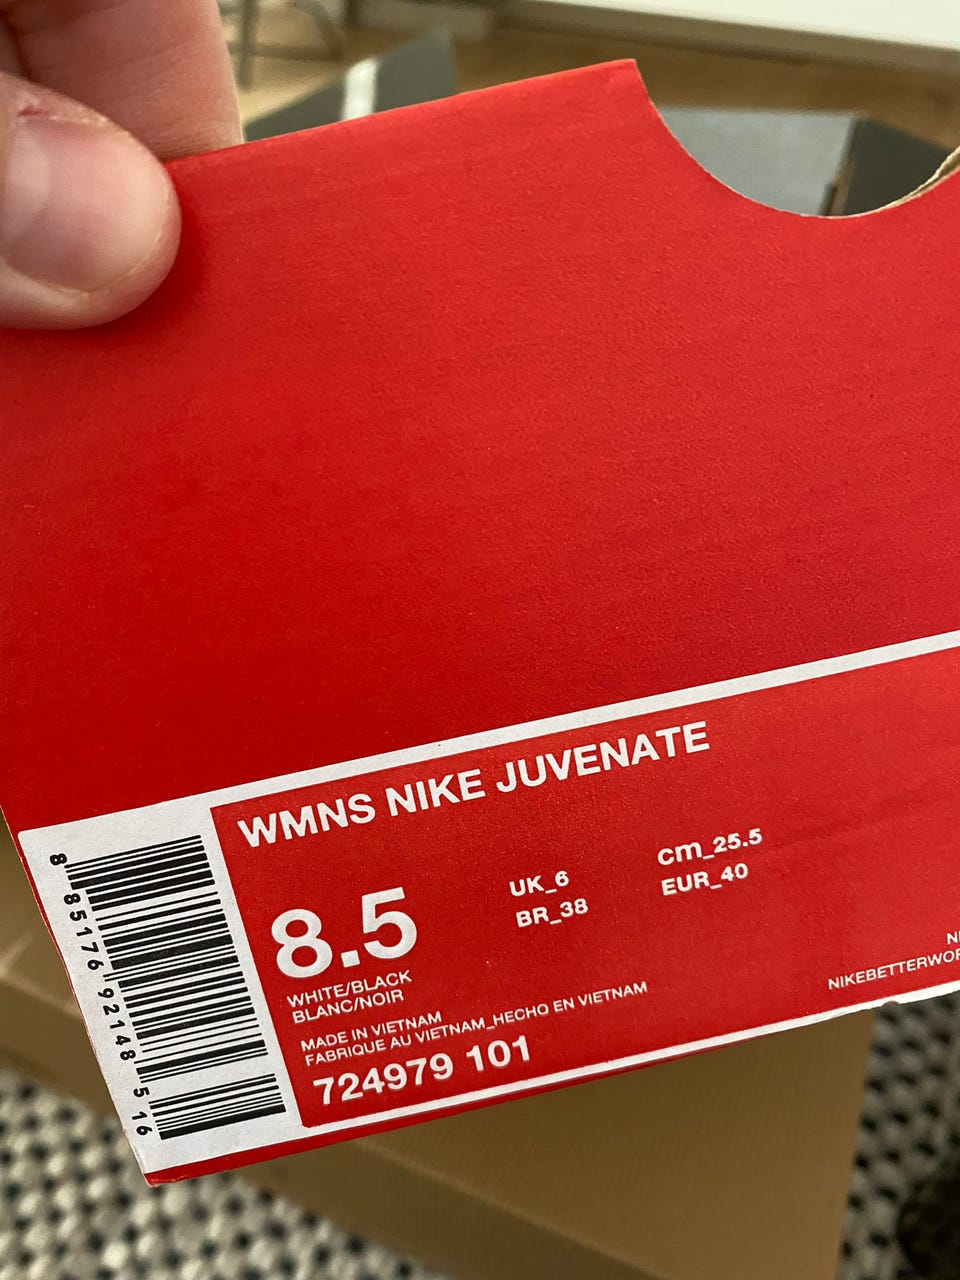 WMNS NIKE JUVENATE
8.5
UK_6
BR_38
cm_25.5
EUR_40
WHITE/BLACK
BLANC/NOIR
MADE IN VIETNAM
FABRIQUE AU VIETNAM_HECHO EN VIETNAM
724979 101
8 85176 92148 5 16